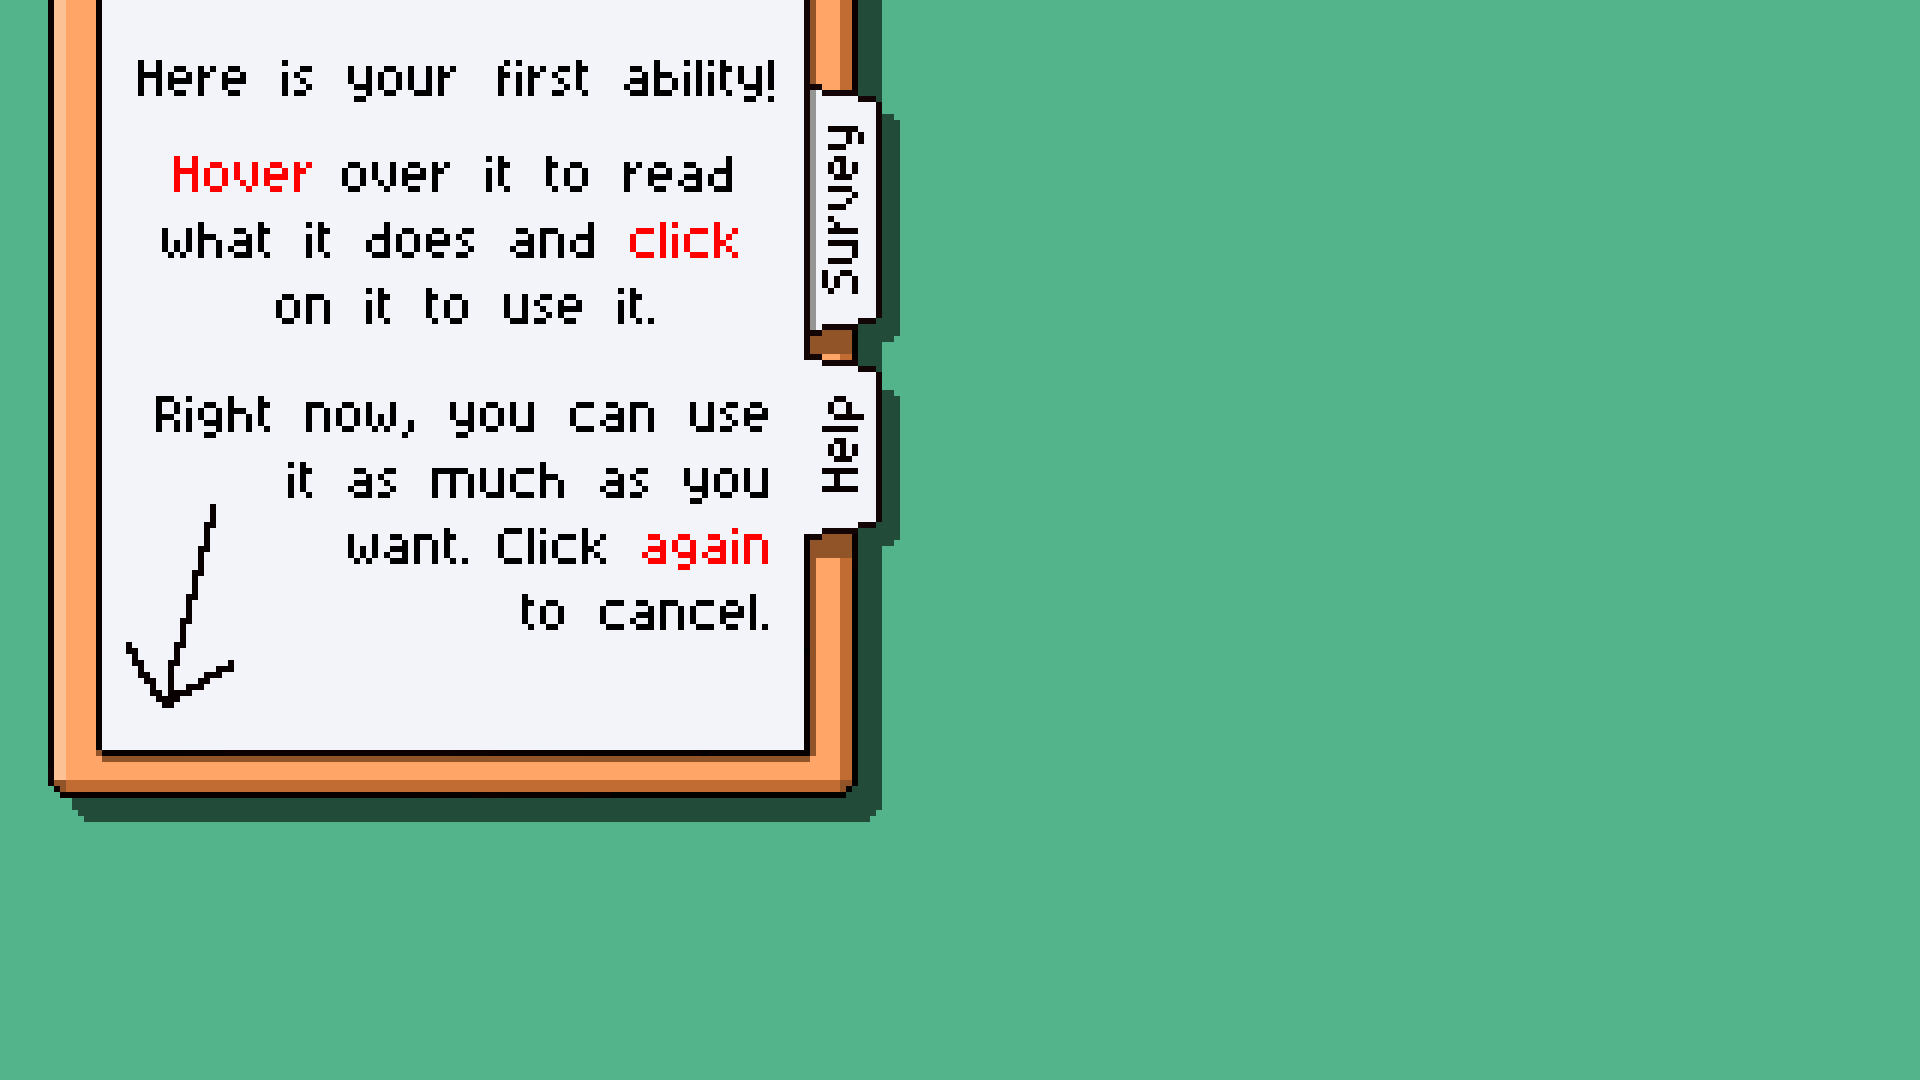 Here is your first ability!
Hover over it to read
what it does and click
on it to use it.
Right now, you can use
it as much as you
want. Click again
to cancel.
Survey
Help